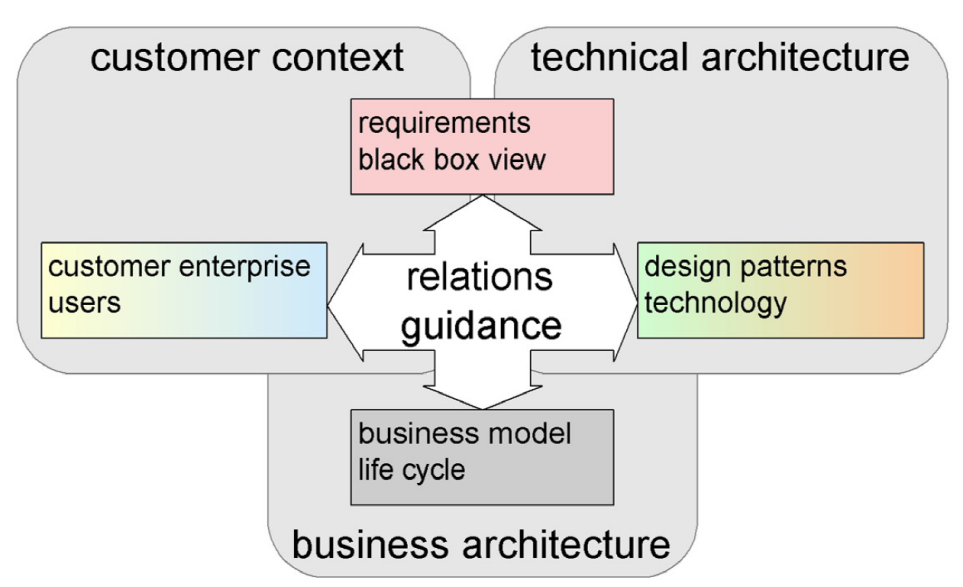 customer context
technical architecture
requirements
black box view
customer enterprise
users
relations
guidance
design patterns
technology
business model
life cycle
business architecture